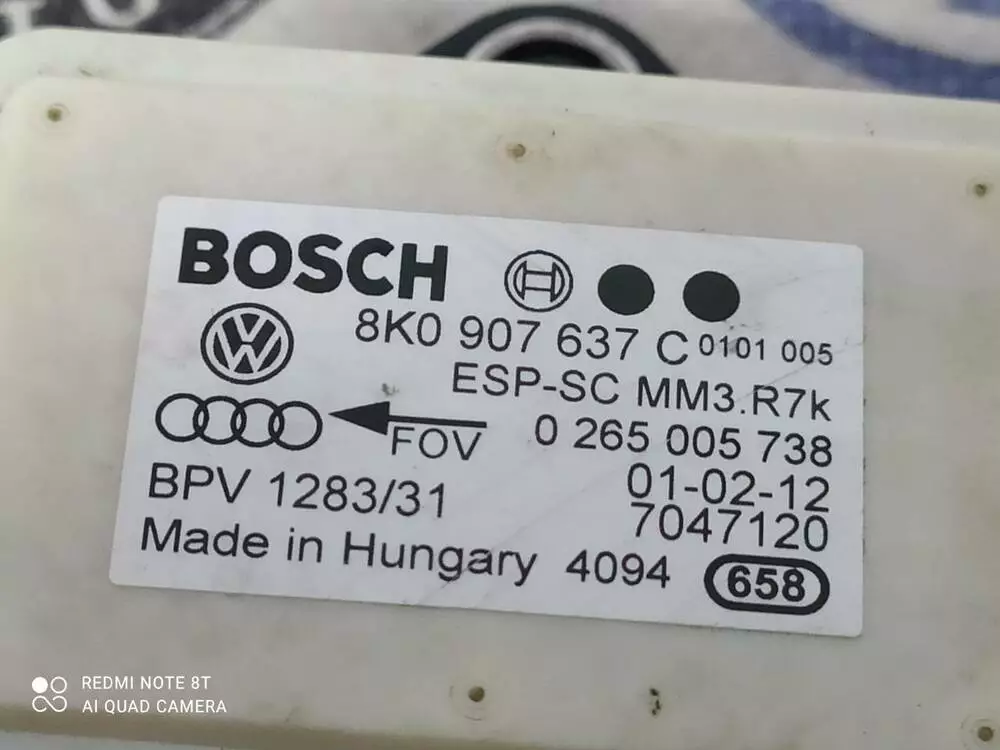 BOSCH
8K0 907 637 C 0101 005
ESP-SC MM3.R7k
FOV 0 265 005 738
BPV 1283/31 01-02-12
7047120
Made in Hungary 4094 658
REDMI NOTE 8T
AI QUAD CAMERA